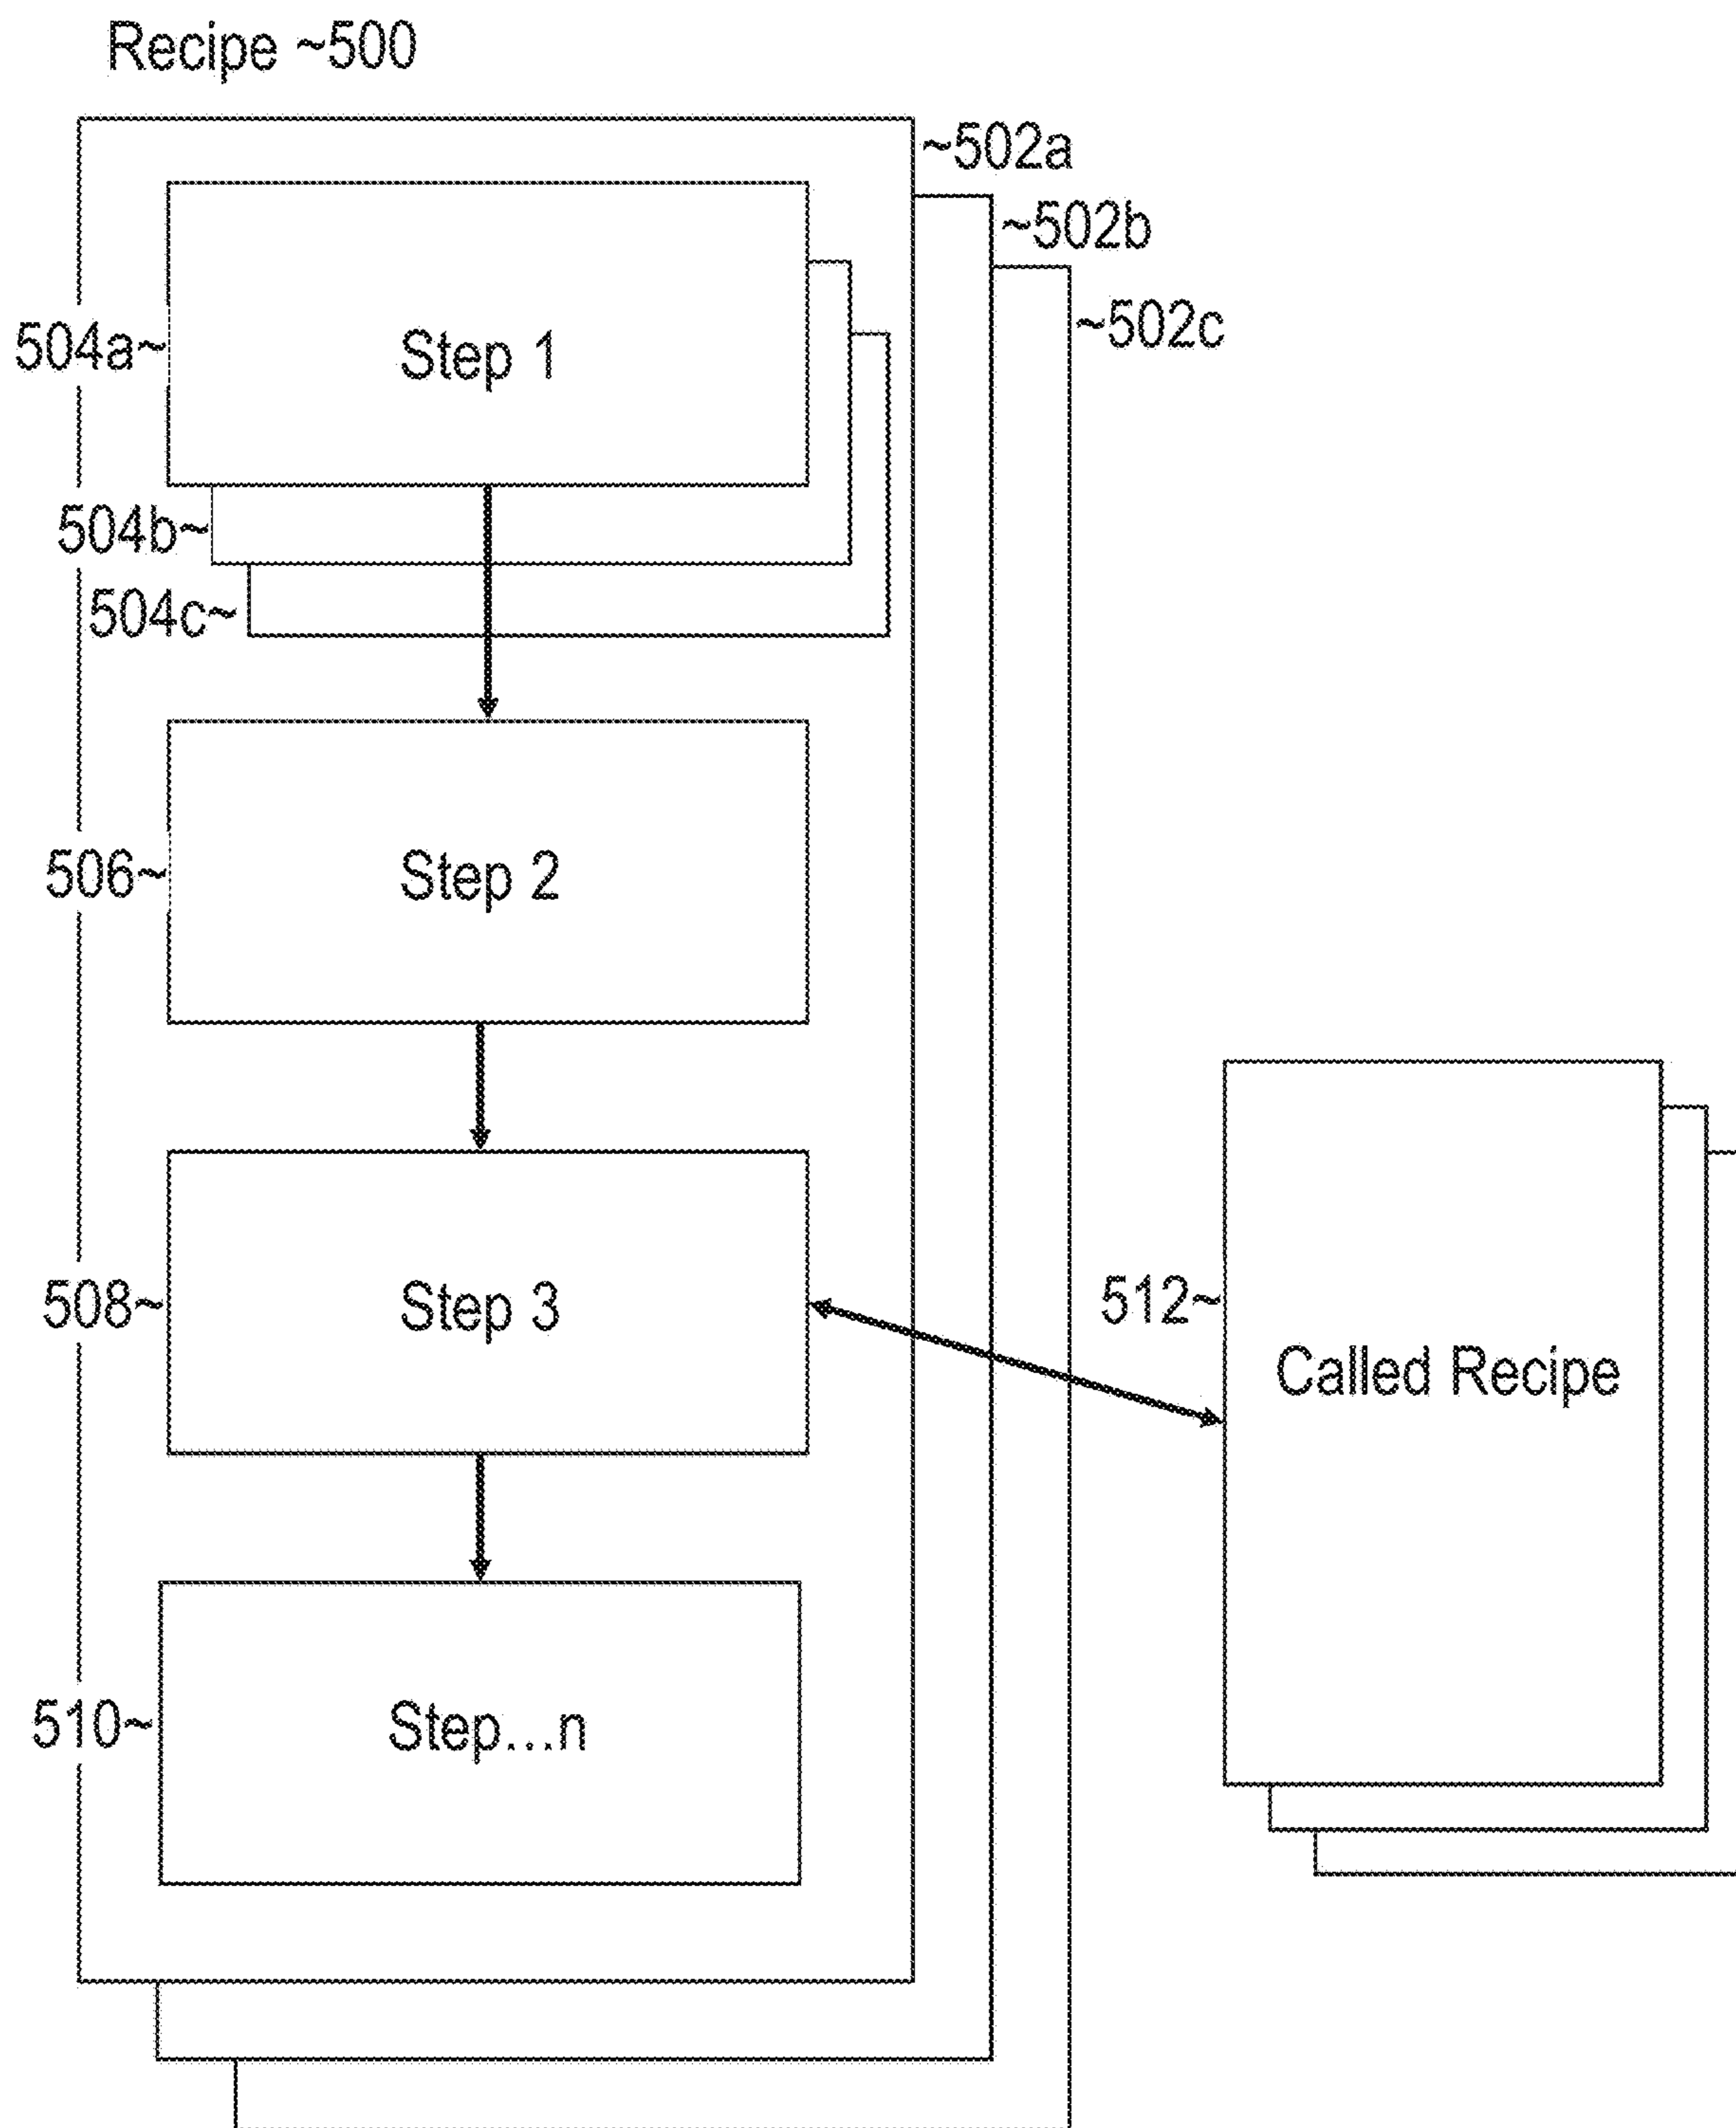 Recipe ~500
~502a
~502b
~502c
504a~
Step 1
504b~
504c~
506~
Step 2
508~
Step 3
512~
Called Recipe
510~
Step...n